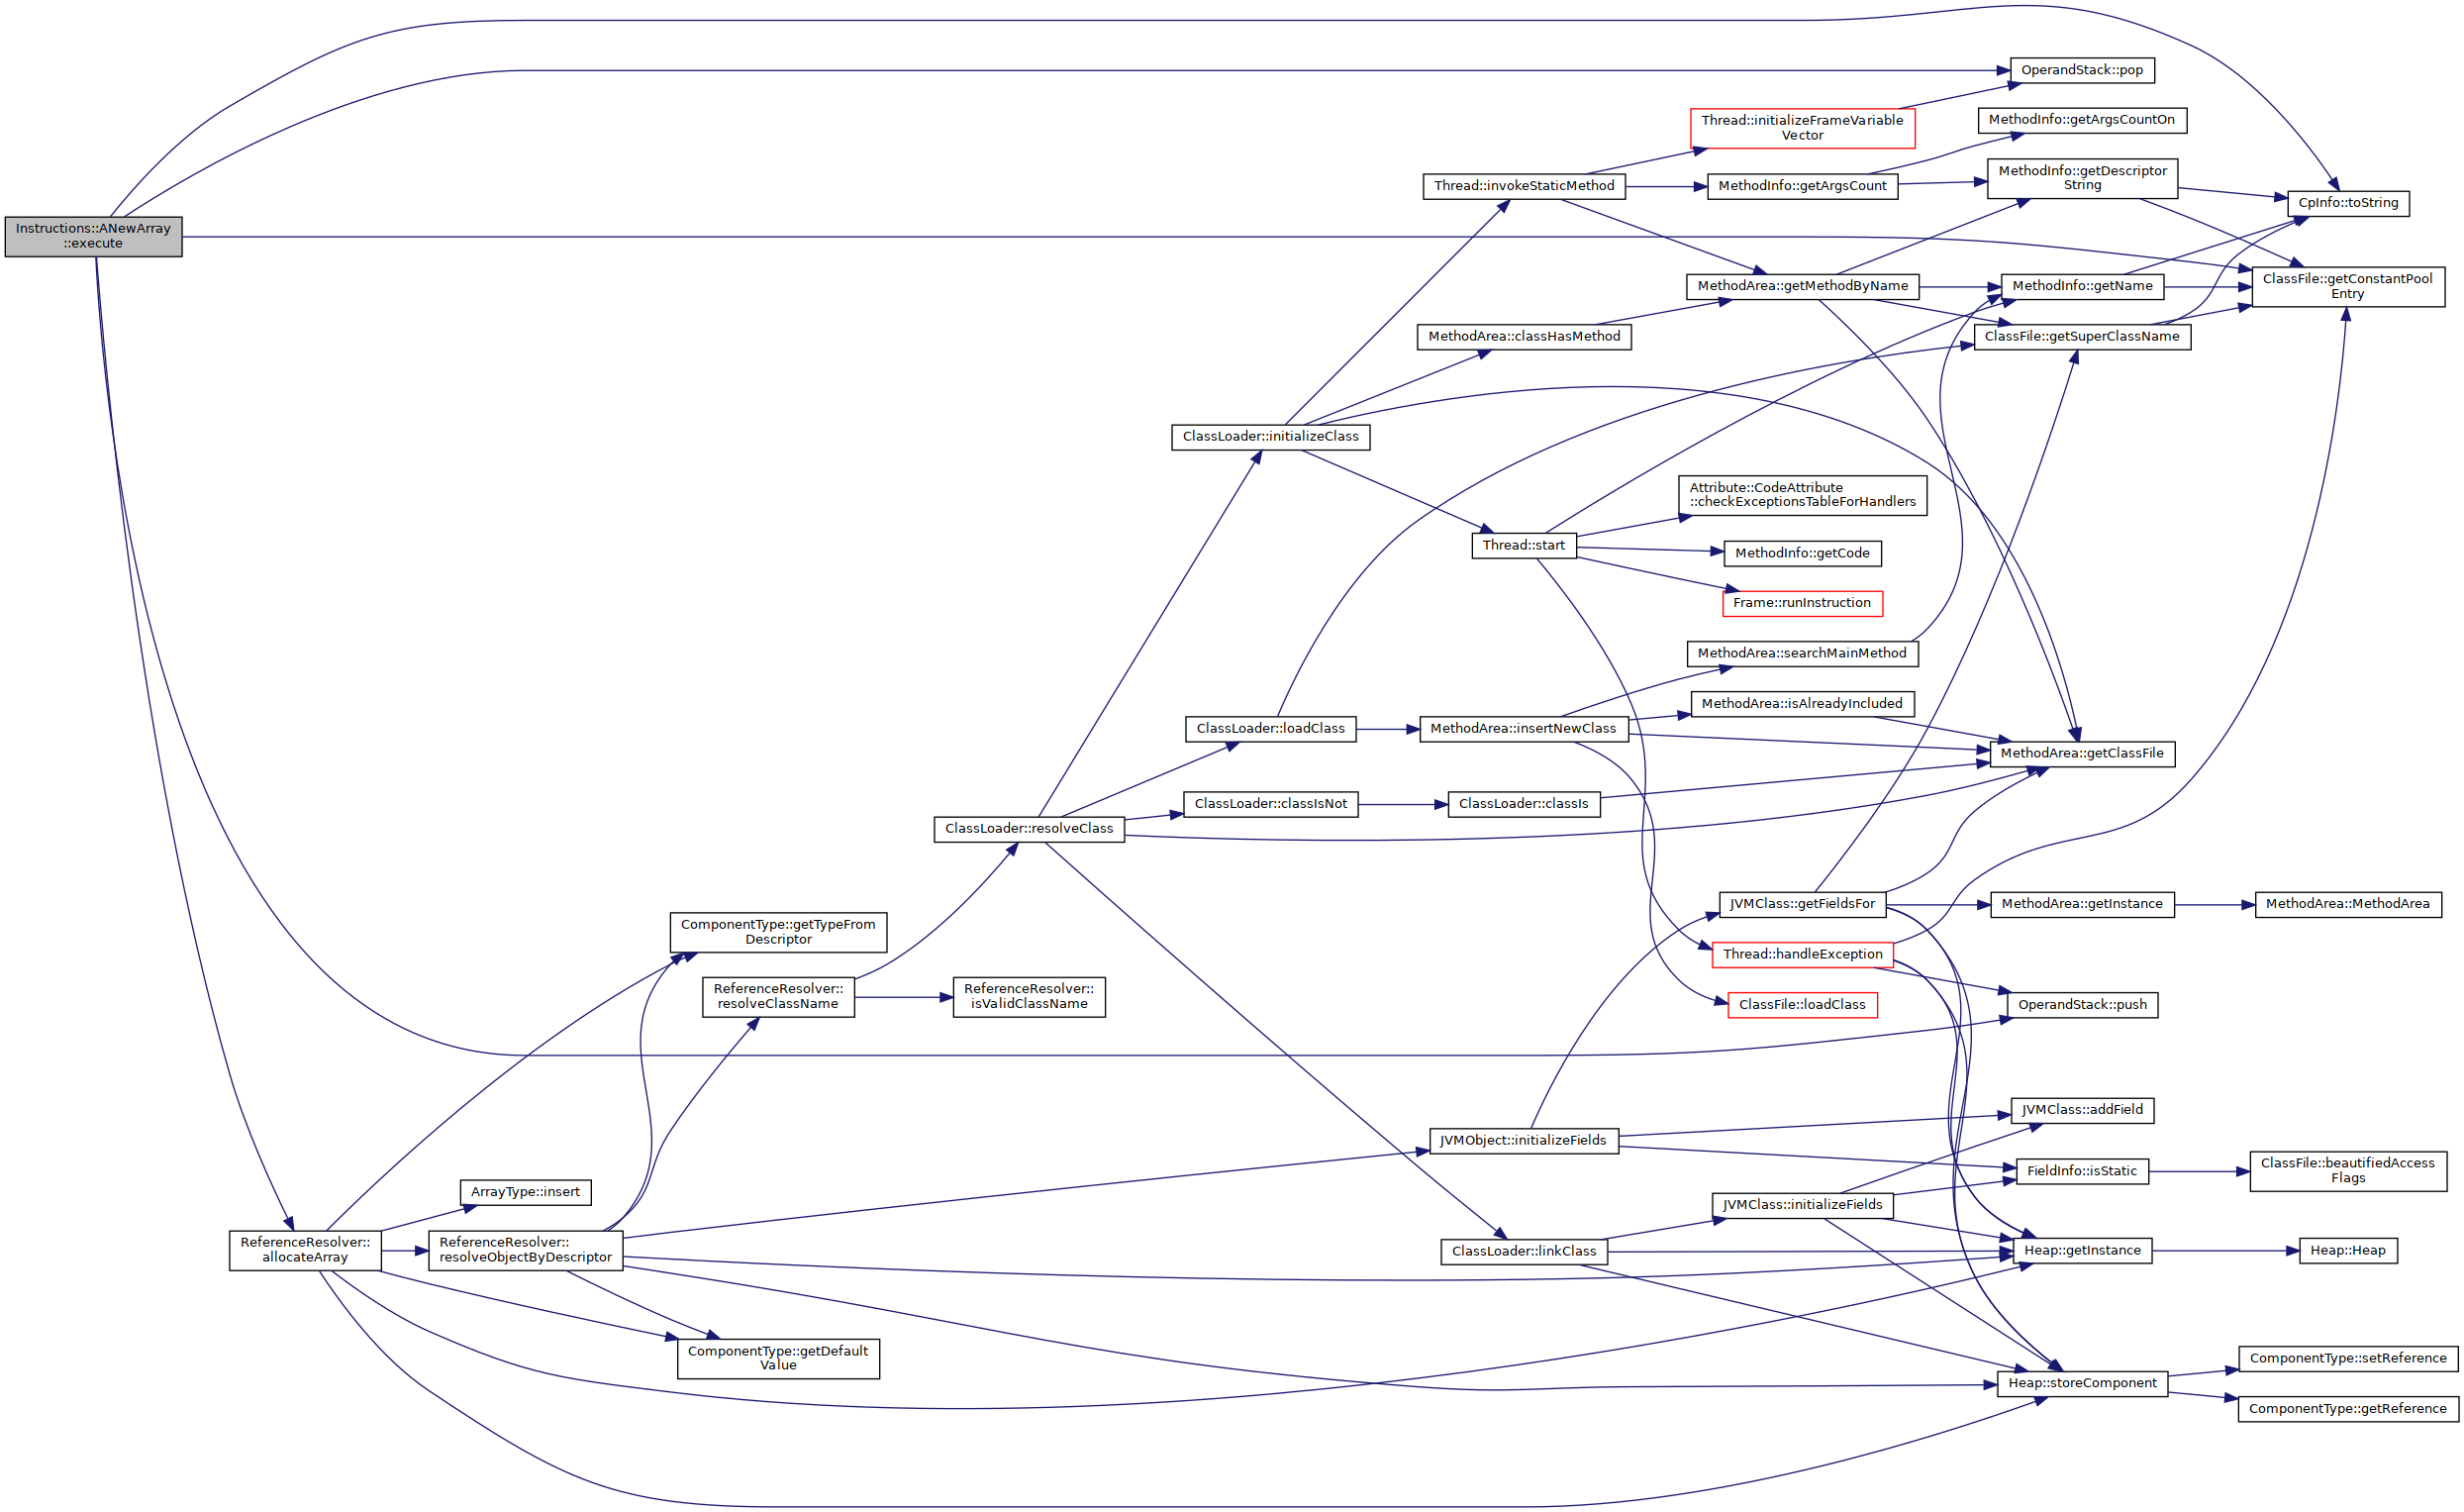 Instructions::ANewArray
::execute
OperandStack::pop
Thread::initializeFrameVariable
Vector
MethodInfo::getArgsCountOn
Thread::invokeStaticMethod
MethodInfo::getArgsCount
MethodInfo::getDescriptor
String
CpInfo::toString
MethodArea::getMethodByName
MethodInfo::getName
ClassFile::getConstantPool
Entry
MethodArea::classHasMethod
ClassFile::getSuperClassName
ClassLoader::initializeClass
Attribute::CodeAttribute
::checkExceptionsTableForHandlers
Thread::start
MethodInfo::getCode
Frame::runInstruction
MethodArea::searchMainMethod
MethodArea::isAlreadyIncluded
ClassLoader::loadClass
MethodArea::insertNewClass
MethodArea::getClassFile
ClassLoader::classIsNot
ClassLoader::classIs
ClassLoader::resolveClass
JVMClass::getFieldsFor
MethodArea::getInstance
MethodArea::MethodArea
ComponentType::getTypeFrom
Descriptor
Thread::handleException
ReferenceResolver::
resolveClassName
ReferenceResolver::
isValidClassName
ClassFile::loadClass
OperandStack::push
JVMClass::addField
JVMObject::initializeFields
FieldInfo::isStatic
ClassFile::beautifiedAccess
Flags
ArrayType::insert
JVMClass::initializeFields
ReferenceResolver::
allocateArray
ReferenceResolver::
resolveObjectByDescriptor
ClassLoader::linkClass
Heap::getInstance
Heap::Heap
ComponentType::getDefault
Value
ComponentType::setReference
Heap::storeComponent
ComponentType::getReference